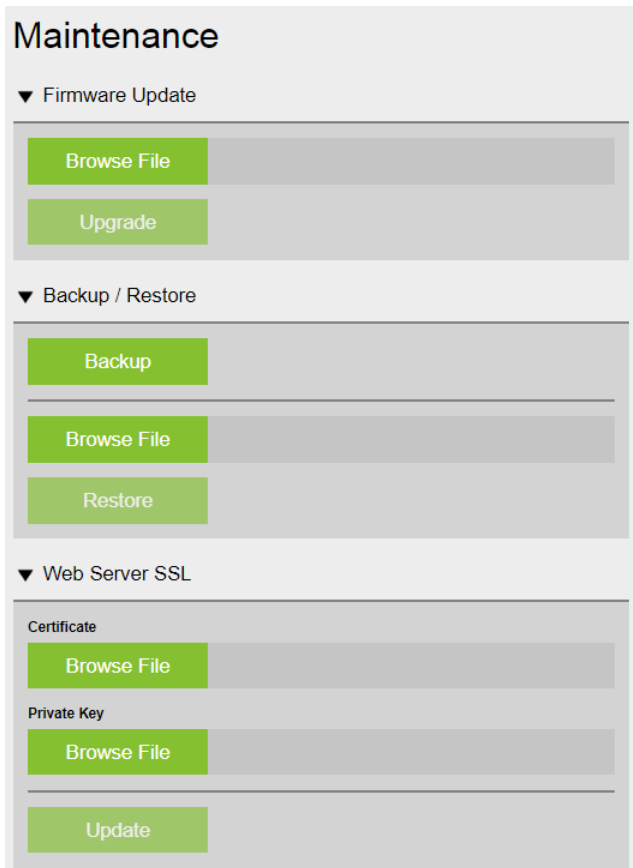 Maintenance
Firmware Update
Browse File
Upgrade
Backup / Restore
Backup
Browse File
Restore
Web Server SSL
Certificate
Browse File
Private Key
Browse File
Update